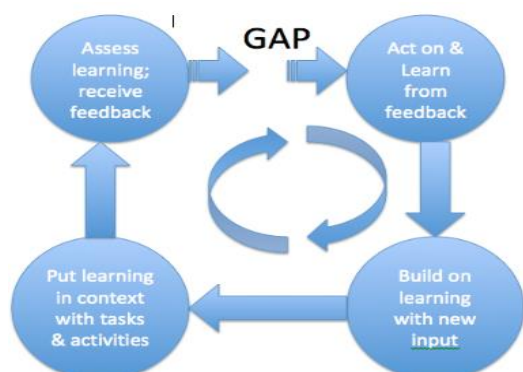 Assess
learning;
receive
feedback
GAP
Act on &
Learn
from
feedback
Build on
learning
with new
input
Put learning
in context
with tasks
& activities